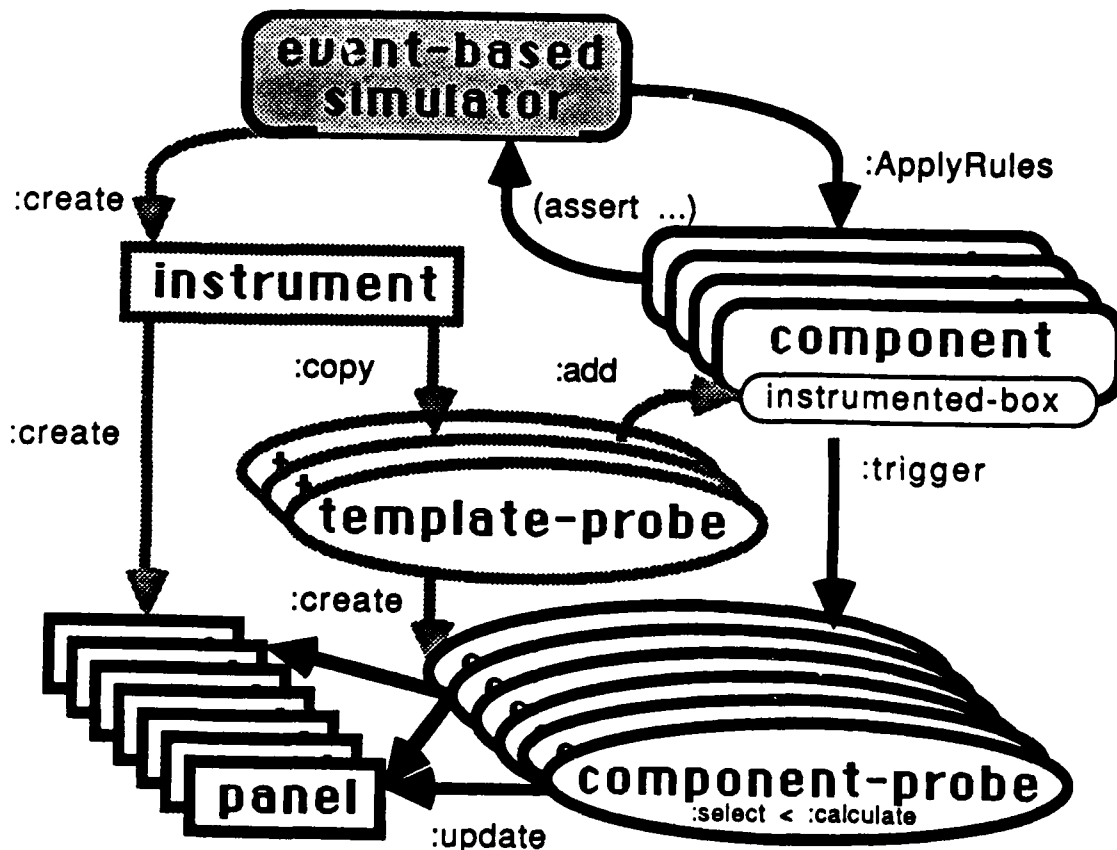 event-based
simulator
:create
:ApplyRules
(assert ...)
instrument
component
:copy
:add
instrumented-box
:create
:trigger
template-probe
:create
component-probe
:select < :calculate
panel
:update